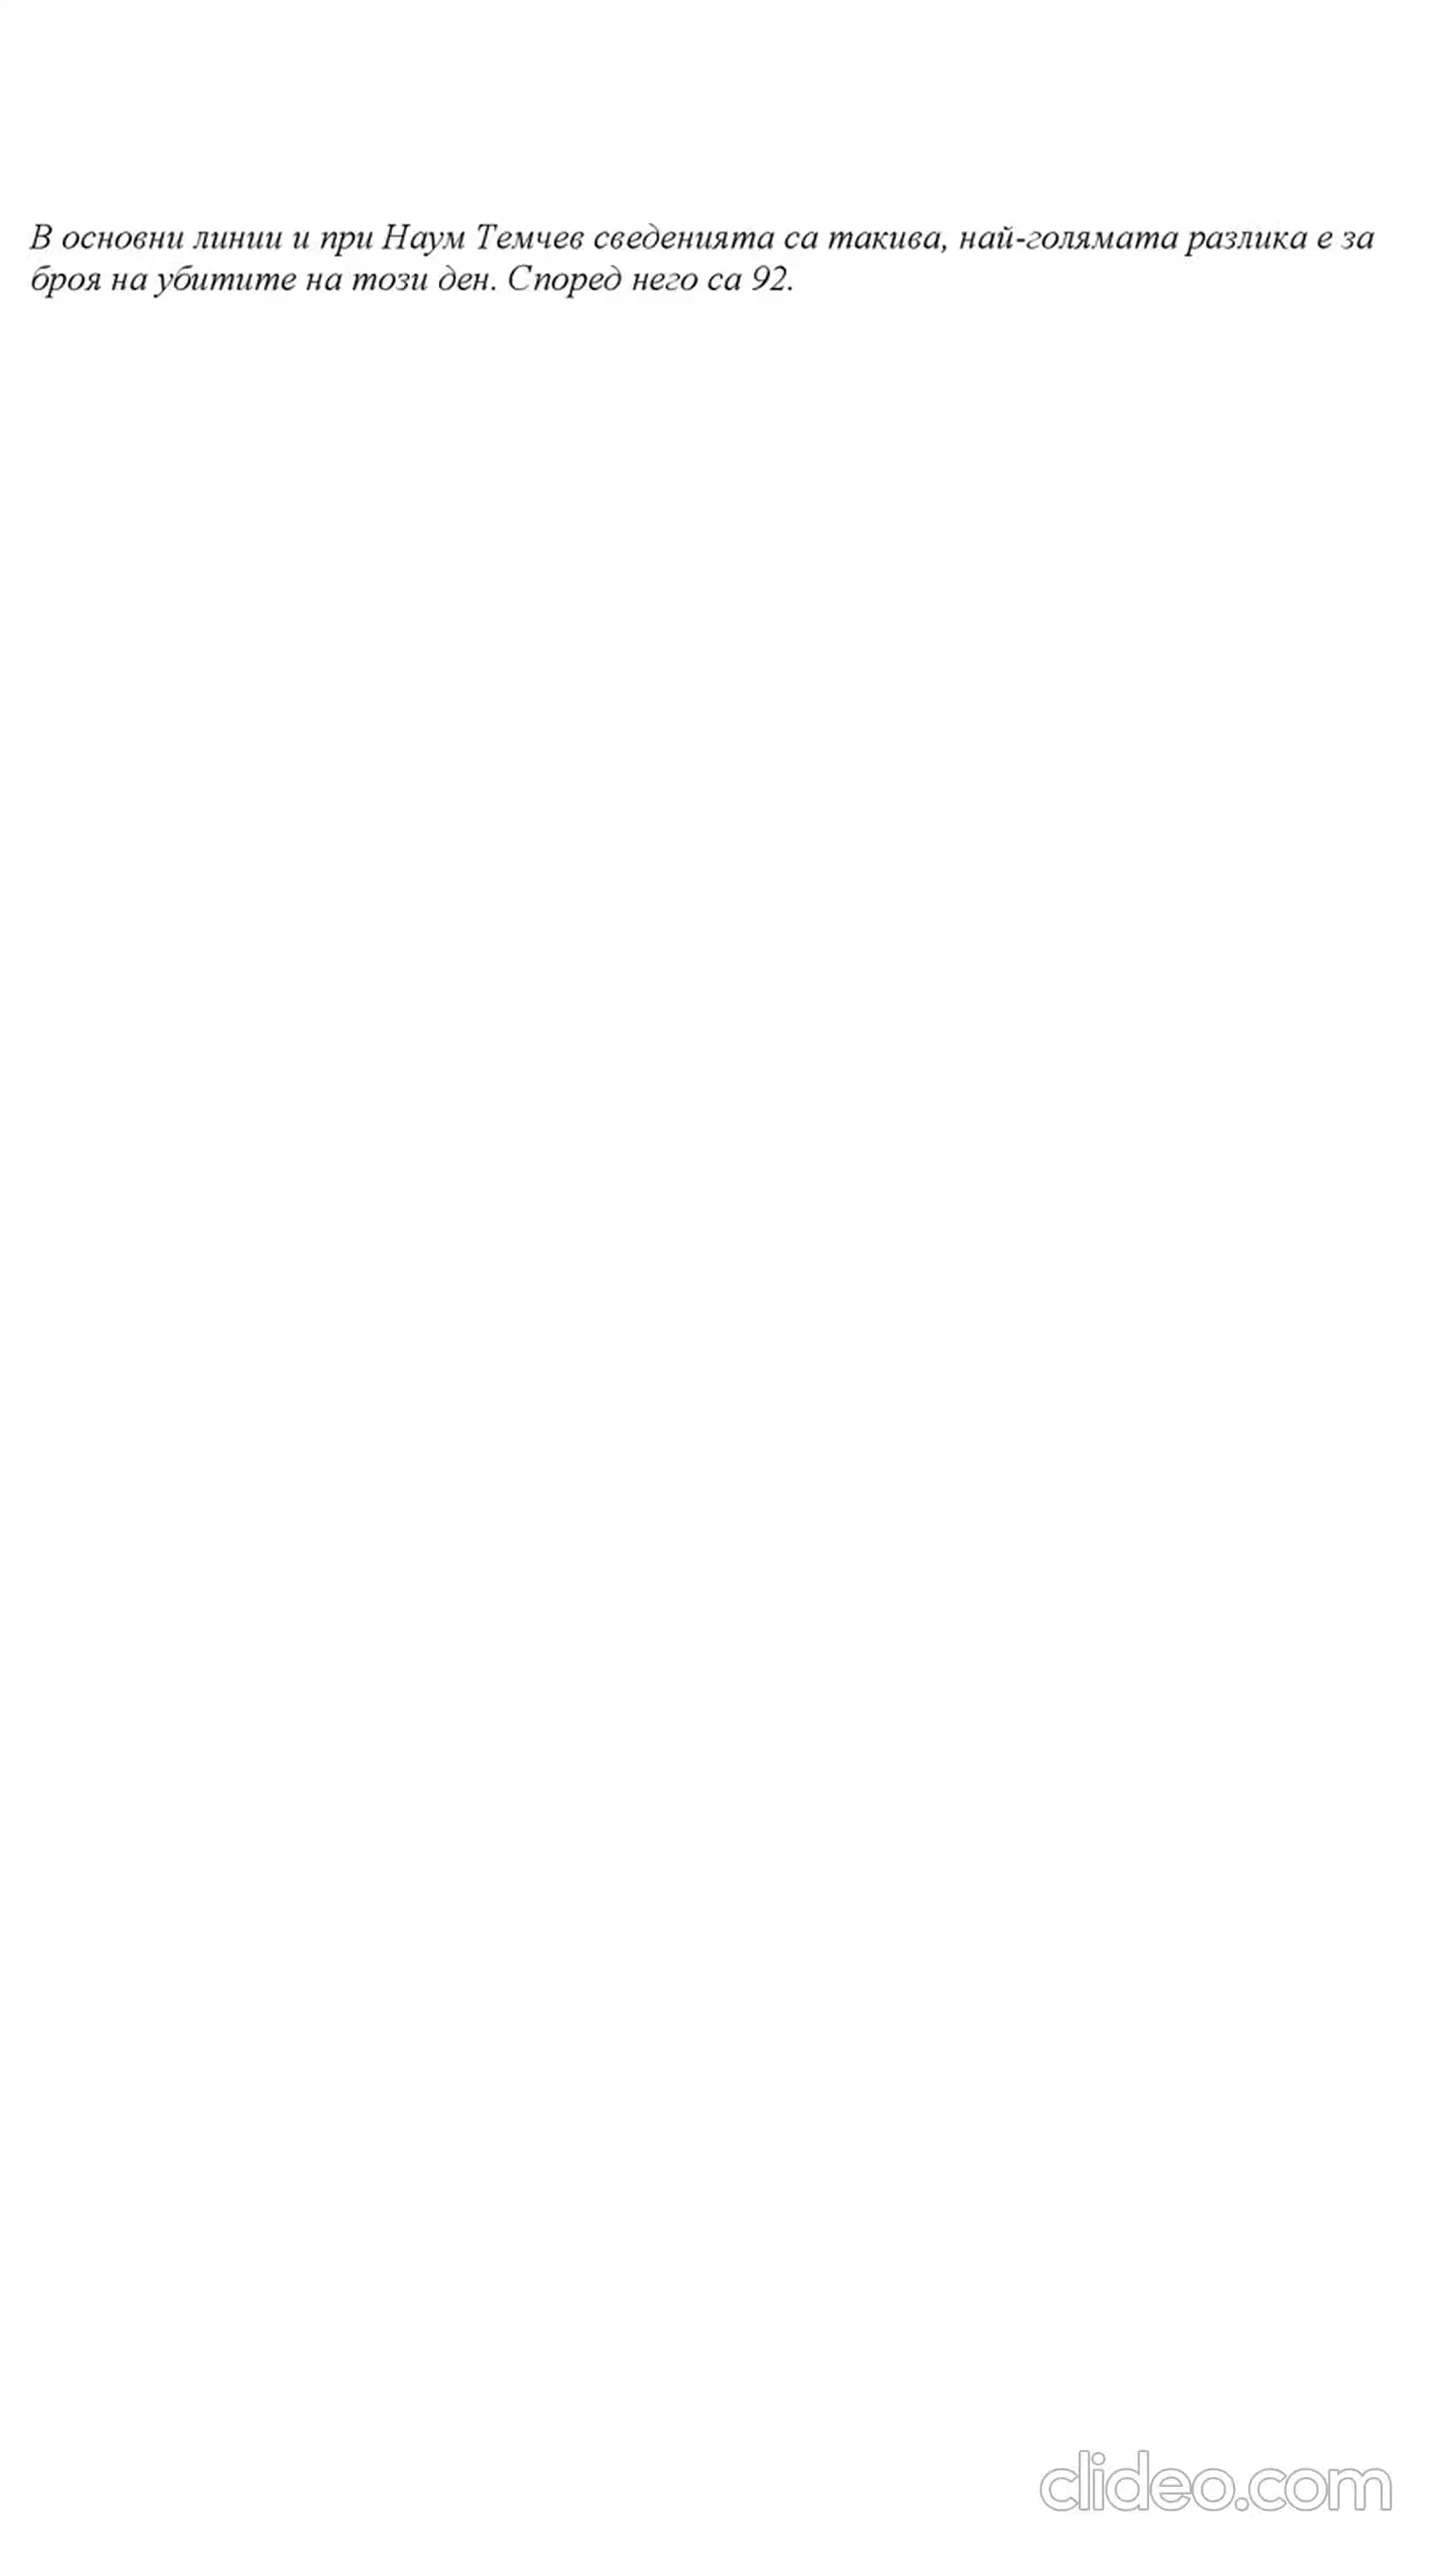 В основни линии и при Наум Темчев сведенията са такива, най-голямата разлика е за
броя на убитите на този ден. Според него са 92.
clideo.com